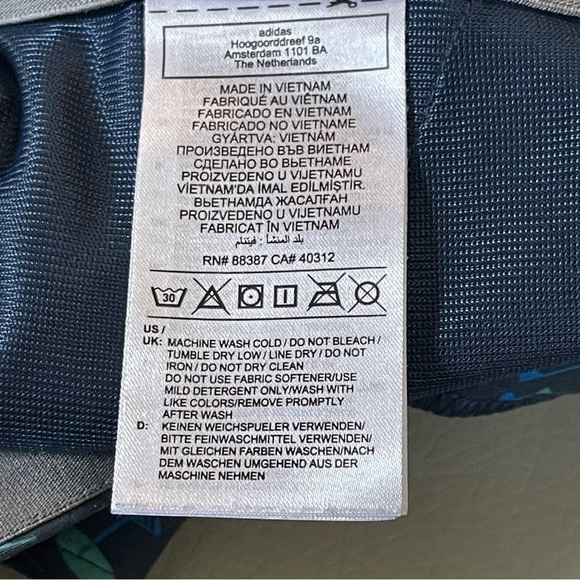 adidas
Hoogoorddreef 9a
Amsterdam 1101 BA
The Netherlands
MADE IN VIETNAM
FABRIQUÉ AU VIÊTNAM
FABRICADO EN VIETNAM
FABRICADO NO VIETNAME
GYÁRTVA: VIETNÁM
ПРОИЗВЕДЕНО ВЪВ ВИЕТНАМ
СДЕЛАНО ВО ВЬЕТНАМЕ
PROIZVEDENO U VIJETNAMU
VİETNAM'DA İMAL EDİLMİŞTİR.
ВЬЕТНАМДА ЖАСАЛҒАН
PROIZVEDENO U VIJETNAMU
FABRICAT ÎN VIETNAM
بلد المنشأ : فيتنام
RN# 88387 CA# 40312
30
US /
UK: MACHINE WASH COLD / DO NOT BLEACH /
TUMBLE DRY LOW / LINE DRY / DO NOT
IRON / DO NOT DRY CLEAN
DO NOT USE FABRIC SOFTENER/USE
MILD DETERGENT ONLY/WASH WITH
LIKE COLORS/REMOVE PROMPTLY
AFTER WASH
D: KEINEN WEICHSPUELER VERWENDEN/
BITTE FEINWASCHMITTEL VERWENDEN/
MIT GLEICHEN FARBEN WASCHEN/NACH
DEM WASCHEN UMGEHEND AUS DER
MASCHINE NEHMEN